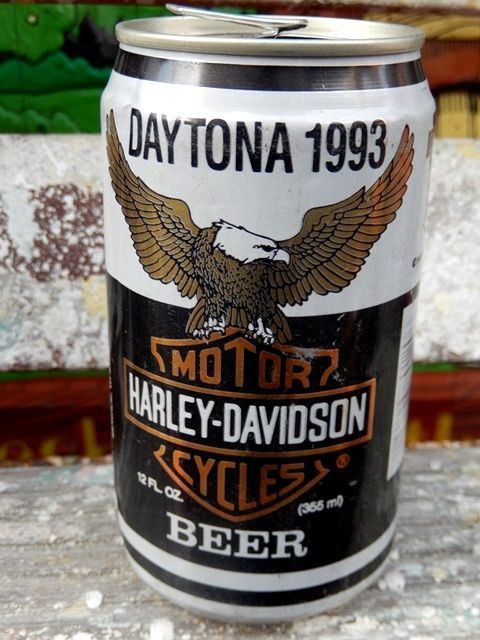 DAYTONA 1993
MOTOR
HARLEY-DAVIDSON
CYCLES ®
12 FL. OZ. (355 ml)
BEER